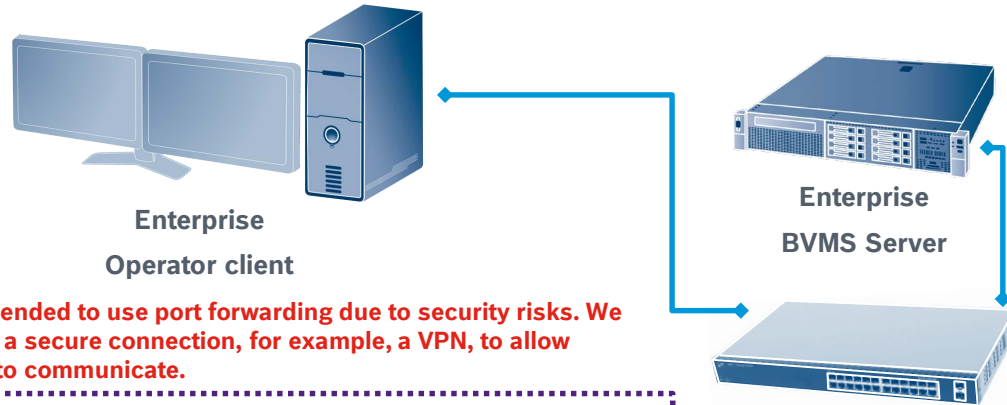 Enterprise
Operator client
Enterprise
BVMS Server
ended to use port forwarding due to security risks. We
a secure connection, for example, a VPN, to allow
to communicate.